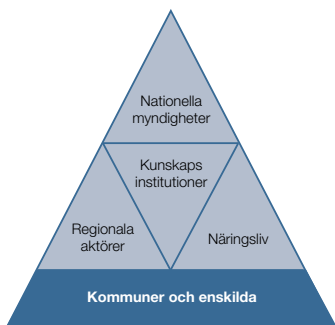 Nationella
myndigheter
Kunskaps
institutioner
Regionala
aktörer
Näringsliv
Kommuner och enskilda